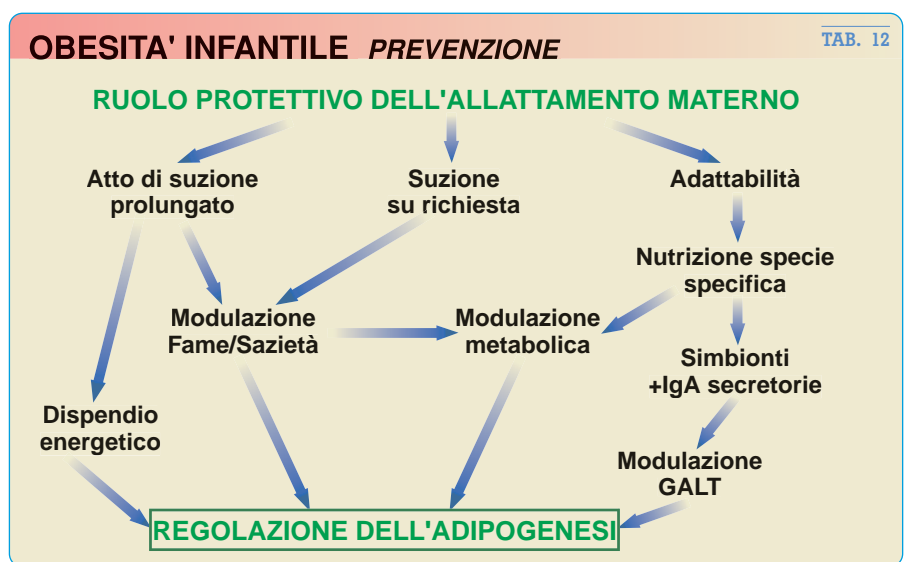 OBESITA' INFANTILE PREVENZIONE
TAB. 12
RUOLO PROTETTIVO DELL'ALLATTAMENTO MATERNO
Atto di suzione
prolungato
Suzione
su richiesta
Adattabilità
Nutrizione specie
specifica
Modulazione
Fame/Sazietà
Modulazione
metabolica
Simbionti
+IgA secretorie
Dispendio
energetico
Modulazione
GALT
REGOLAZIONE DELL'ADIPOGENESI